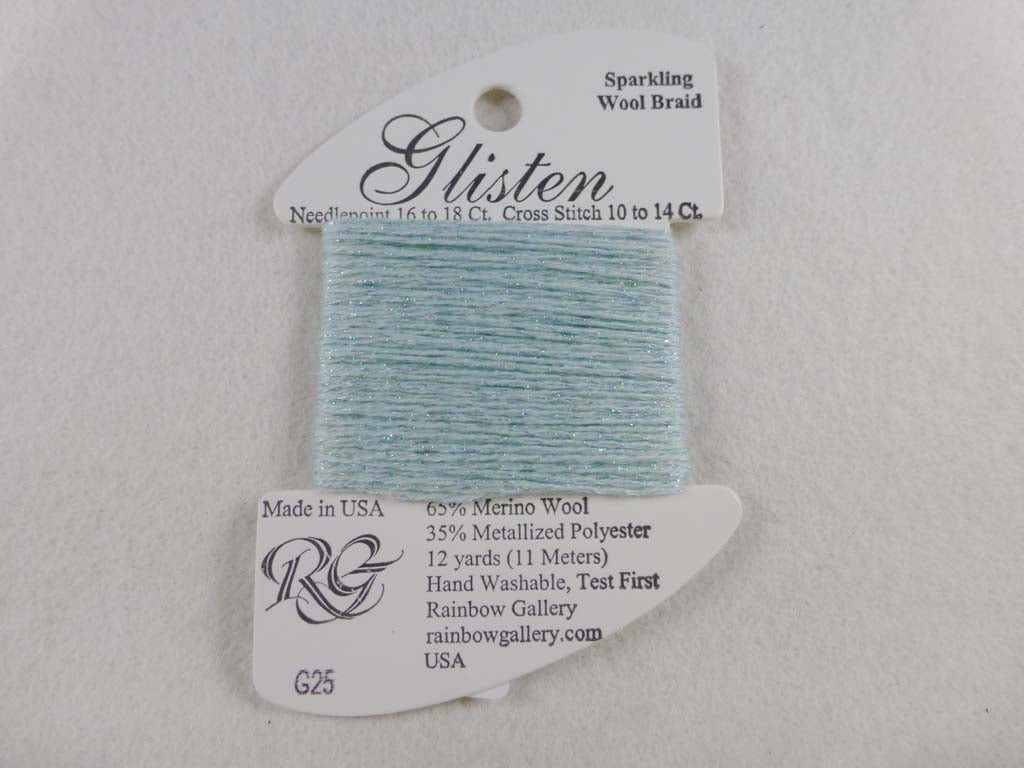 Sparkling
Wool Braid
Glisten
Needlepoint 16 to 18 Ct. Cross Stitch 10 to 14 Ct.
Made in USA
65% Merino Wool
35% Metallized Polyester
12 yards (11 Meters)
Hand Washable, Test First
Rainbow Gallery
rainbowgallery.com
USA
RG
G25